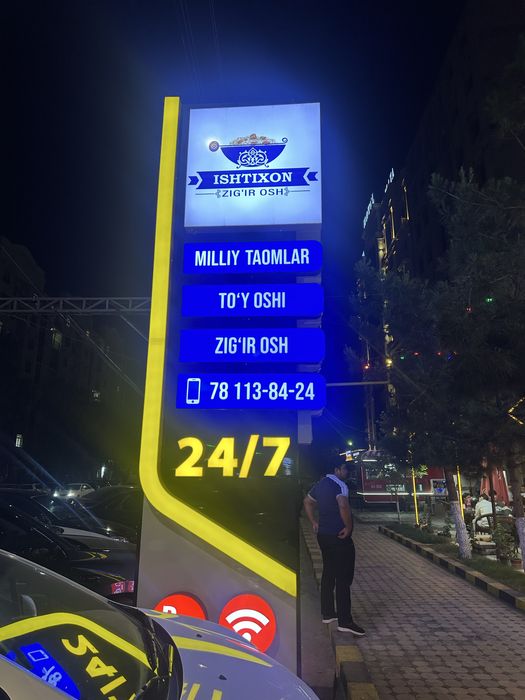 ISHTIXON
ZIG'IR OSH
MILLIY TAOMLAR
TO‘Y OSHI
ZIG‘IR OSH
78 113-84-24
24/7